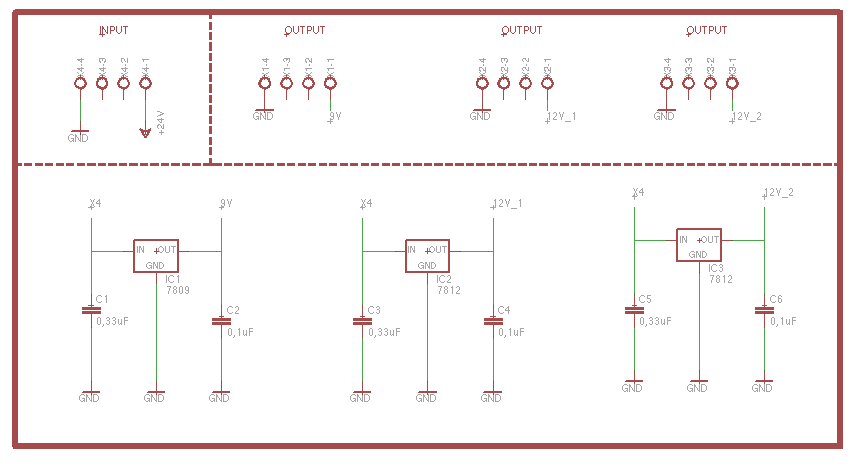 INPUT OUTPUT OUTPUT OUTPUT
X4-4 X4-3 X4-2 X4-1 X1-4 X1-3 X1-2 X1-1 X2-4 X2-3 X2-2 X2-1 X3-4 X3-3 X3-2 X3-1
GND +24V GND 9V GND 12V_1 GND 12V_2
X4 9V X4 12V_1 X4 12V_2
IN OUT IN OUT IN OUT
GND GND GND
IC1 IC2 IC3
7809 7812 7812
C1 C2 C3 C4 C5 C6
0,33uF 0,1uF 0,33uF 0,1uF 0,33uF 0,1uF
GND GND GND GND GND GND GND GND GND